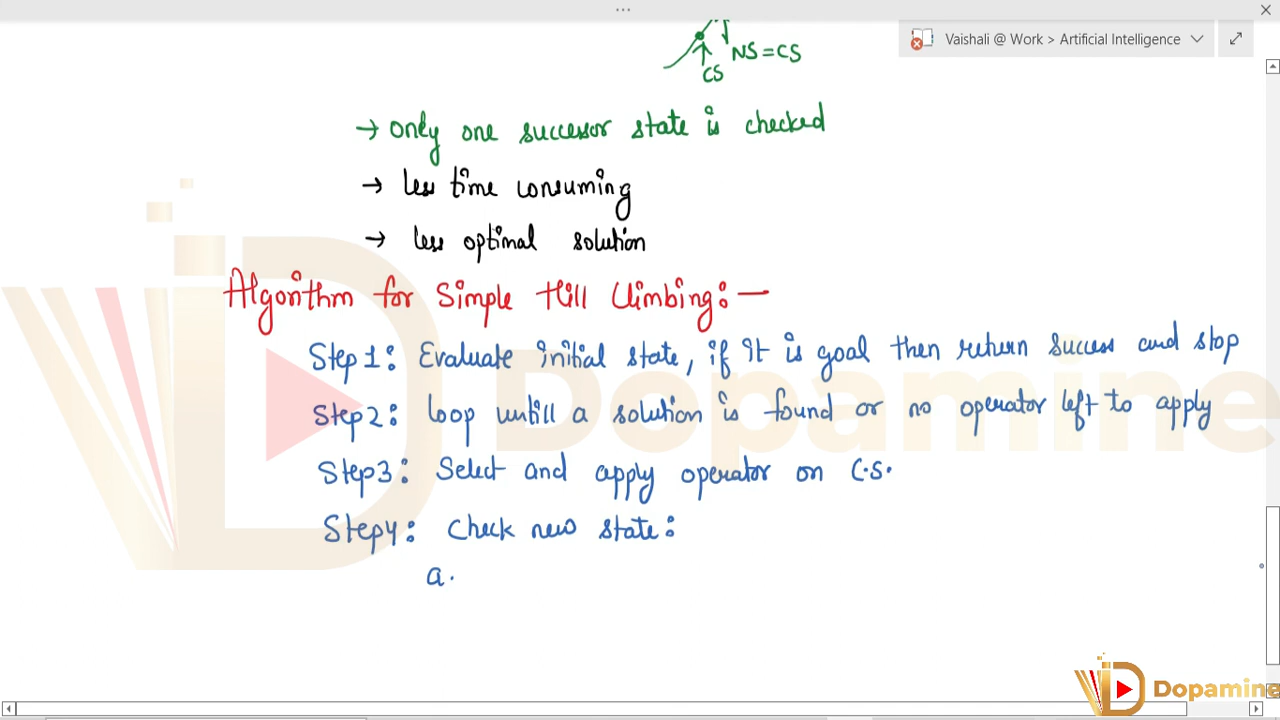 ...
Vaishali @ Work > Artificial Intelligence
NS=CS
CS
→ only one successor state is checked
→ less time consuming
→ less optimal solution
Algorithm for Simple Hill Climbing:—
Step1: Evaluate initial state, if it is goal then return success and stop
Step2: loop untill a solution is found or no operator left to apply
Step3: Select and apply operator on C.S.
Step4: Check new state:
a.
Dopamine
Dopamine